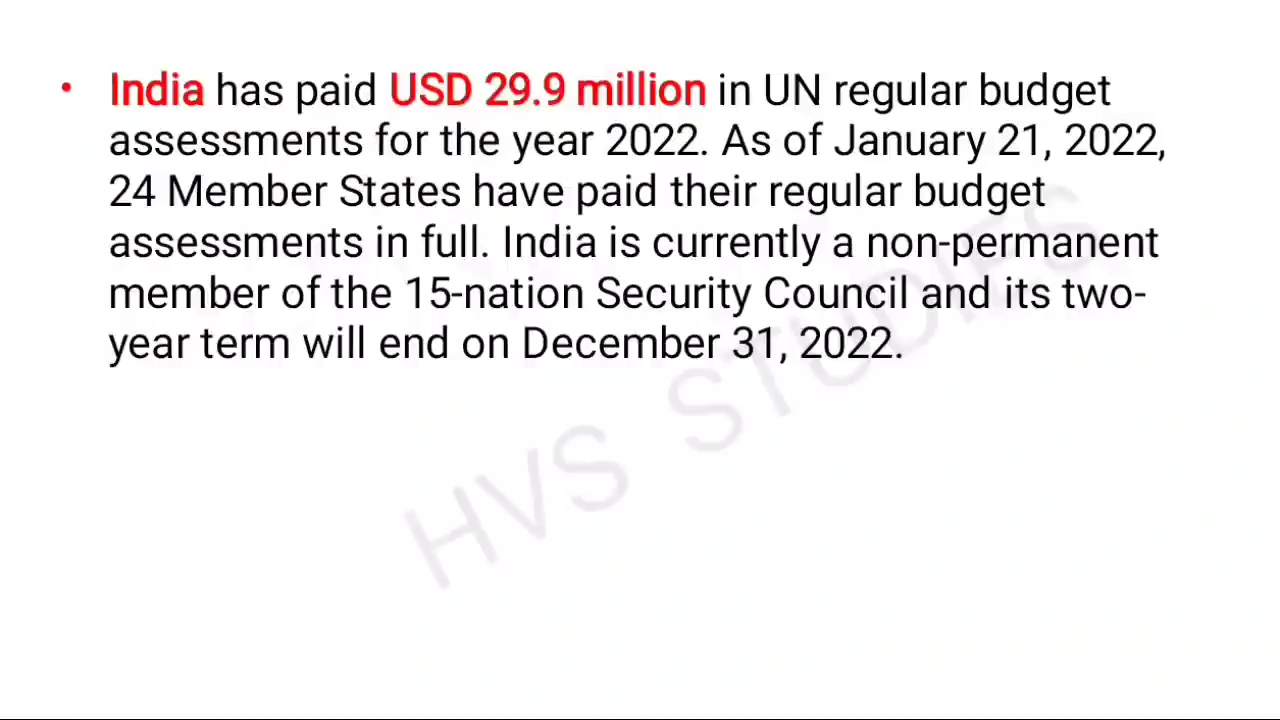 • India has paid USD 29.9 million in UN regular budget
assessments for the year 2022. As of January 21, 2022,
24 Member States have paid their regular budget
assessments in full. India is currently a non-permanent
member of the 15-nation Security Council and its two-
year term will end on December 31, 2022.
HVS STUDIES